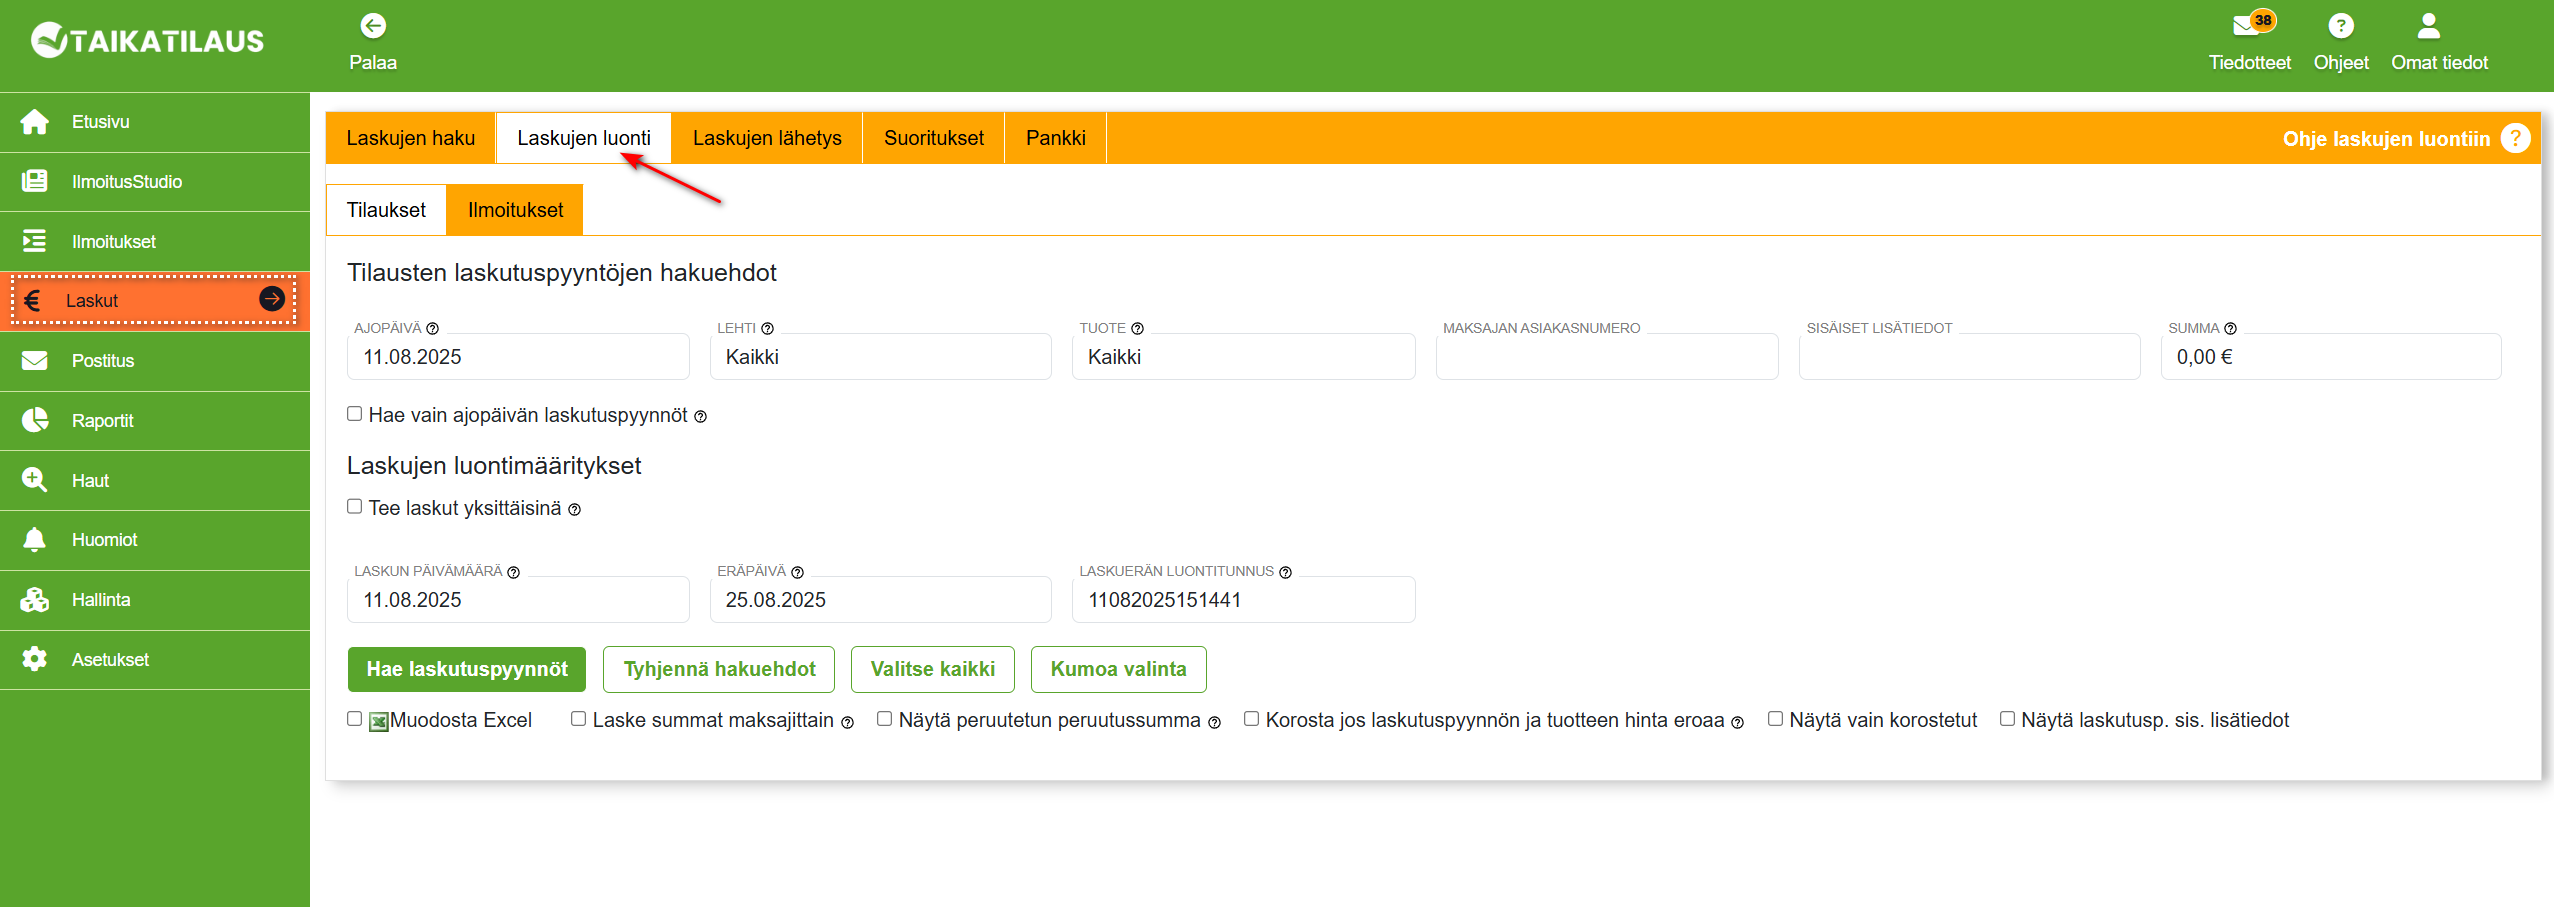 TAIKATILAUS
Palaa
38
Tiedotteet
Ohjeet
Omat tiedot
Etusivu
IlmoitusStudio
Ilmoitukset
€ Laskut
Postitus
Raportit
Haut
Huomiot
Hallinta
Asetukset
Laskujen haku
Laskujen luonti
Laskujen lähetys
Suoritukset
Pankki
Ohje laskujen luontiin ?
Tilaukset
Ilmoitukset
Tilausten laskutuspyyntöjen hakuehdot
AJOPÄIVÄ ?
11.08.2025
LEHTI ?
Kaikki
TUOTE ?
Kaikki
MAKSAJAN ASIAKASNUMERO
SISÄISET LISÄTIEDOT
SUMMA ?
0,00 €
Hae vain ajopäivän laskutuspyynnöt ?
Laskujen luontimääritykset
Tee laskut yksittäisinä ?
LASKUN PÄIVÄMÄÄRÄ ?
11.08.2025
ERÄPÄIVÄ ?
25.08.2025
LASKUERÄN LUONTITUNNUS ?
11082025151441
Hae laskutuspyynnöt
Tyhjennä hakuehdot
Valitse kaikki
Kumoa valinta
Muodosta Excel
Laske summat maksajittain ?
Näytä peruutetun peruutussumma ?
Korosta jos laskutuspyynnön ja tuotteen hinta eroaa ?
Näytä vain korostetut
Näytä laskutusp. sis. lisätiedot